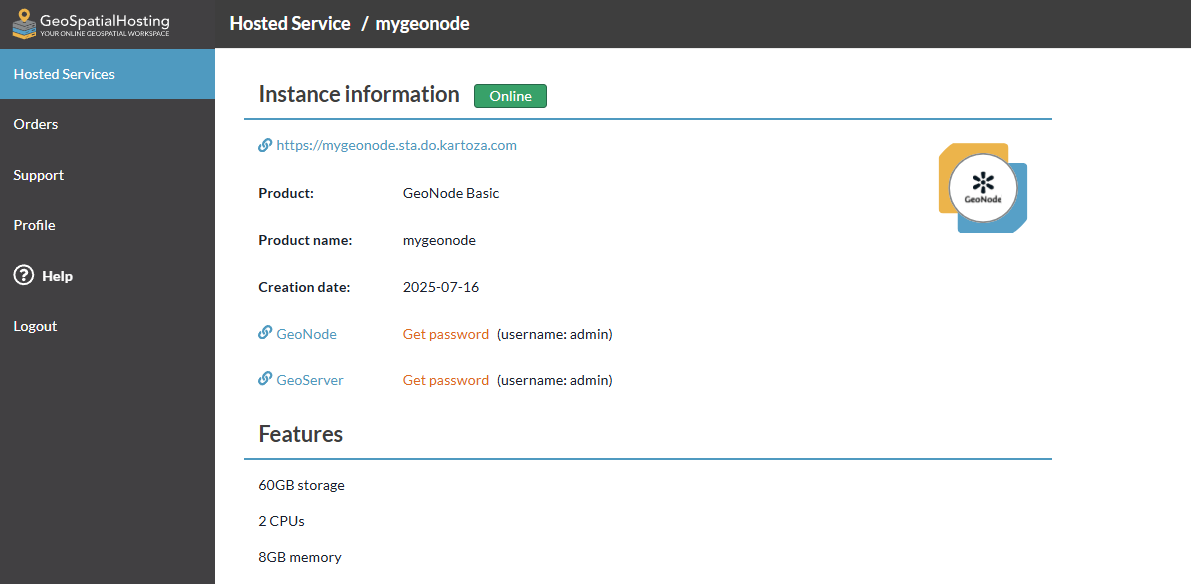 GeoSpatialHosting
YOUR ONLINE GEOSPATIAL WORKSPACE
Hosted Service / mygeonode
Hosted Services
Orders
Support
Profile
Help
Logout
Instance information Online
https://mygeonode.sta.do.kartoza.com
GeoNode
Product: GeoNode Basic
Product name: mygeonode
Creation date: 2025-07-16
GeoNode Get password (username: admin)
GeoServer Get password (username: admin)
Features
60GB storage
2 CPUs
8GB memory